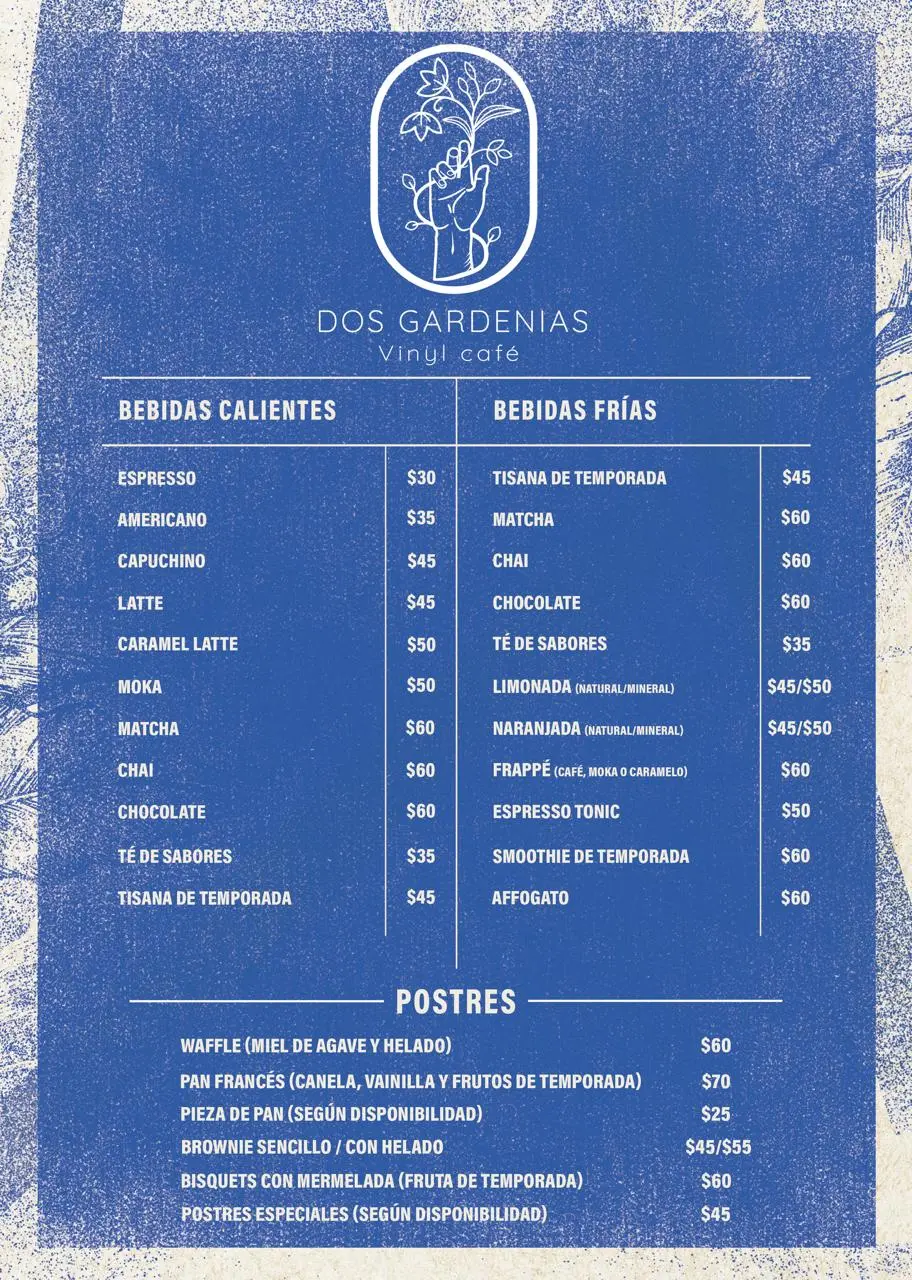 DOS GARDENIAS
Vinyl café
BEBIDAS CALIENTES
ESPRESSO $30
AMERICANO $35
CAPUCHINO $45
LATTE $45
CARAMEL LATTE $50
MOKA $50
MATCHA $60
CHAI $60
CHOCOLATE $60
TÉ DE SABORES $35
TISANA DE TEMPORADA $45
BEBIDAS FRÍAS
TISANA DE TEMPORADA $45
MATCHA $60
CHAI $60
CHOCOLATE $60
TÉ DE SABORES $35
LIMONADA (NATURAL/MINERAL) $45/$50
NARANJADA (NATURAL/MINERAL) $45/$50
FRAPPÉ (CAFÉ, MOKA O CARAMELO) $60
ESPRESSO TONIC $50
SMOOTHIE DE TEMPORADA $60
AFFOGATO $60
POSTRES
WAFFLE (MIEL DE AGAVE Y HELADO) $60
PAN FRANCÉS (CANELA, VAINILLA Y FRUTOS DE TEMPORADA) $70
PIEZA DE PAN (SEGÚN DISPONIBILIDAD) $25
BROWNIE SENCILLO / CON HELADO $45/$55
BISQUETS CON MERMELADA (FRUTA DE TEMPORADA) $60
POSTRES ESPECIALES (SEGÚN DISPONIBILIDAD) $45